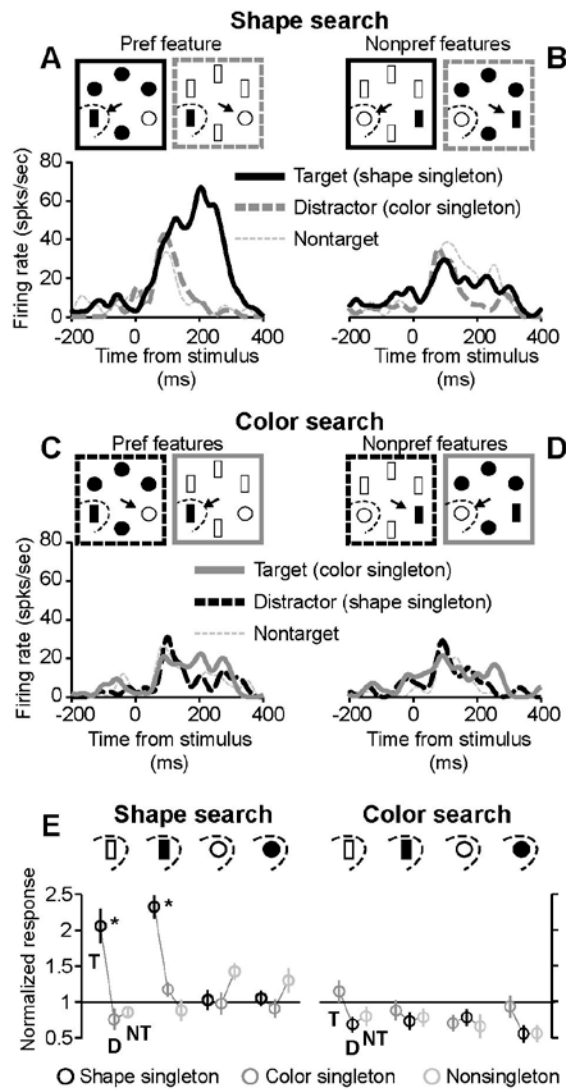 Shape search
A Pref feature Nonpref features B
Firing rate (spks/sec)
80
60
40
20
0
Target (shape singleton)
Distractor (color singleton)
Nontarget
-200 0 200 400 -200 0 200 400
Time from stimulus Time from stimulus
(ms) (ms)
Color search
C Pref features Nonpref features D
Firing rate (spks/sec)
80
60
40
20
0
Target (color singleton)
Distractor (shape singleton)
Nontarget
-200 0 200 400 -200 0 200 400
Time from stimulus Time from stimulus
(ms) (ms)
E Shape search Color search
Normalized response
2.5
2
1.5
1
0.5
* *
T D NT
T D NT
Shape singleton Color singleton Nonsingleton